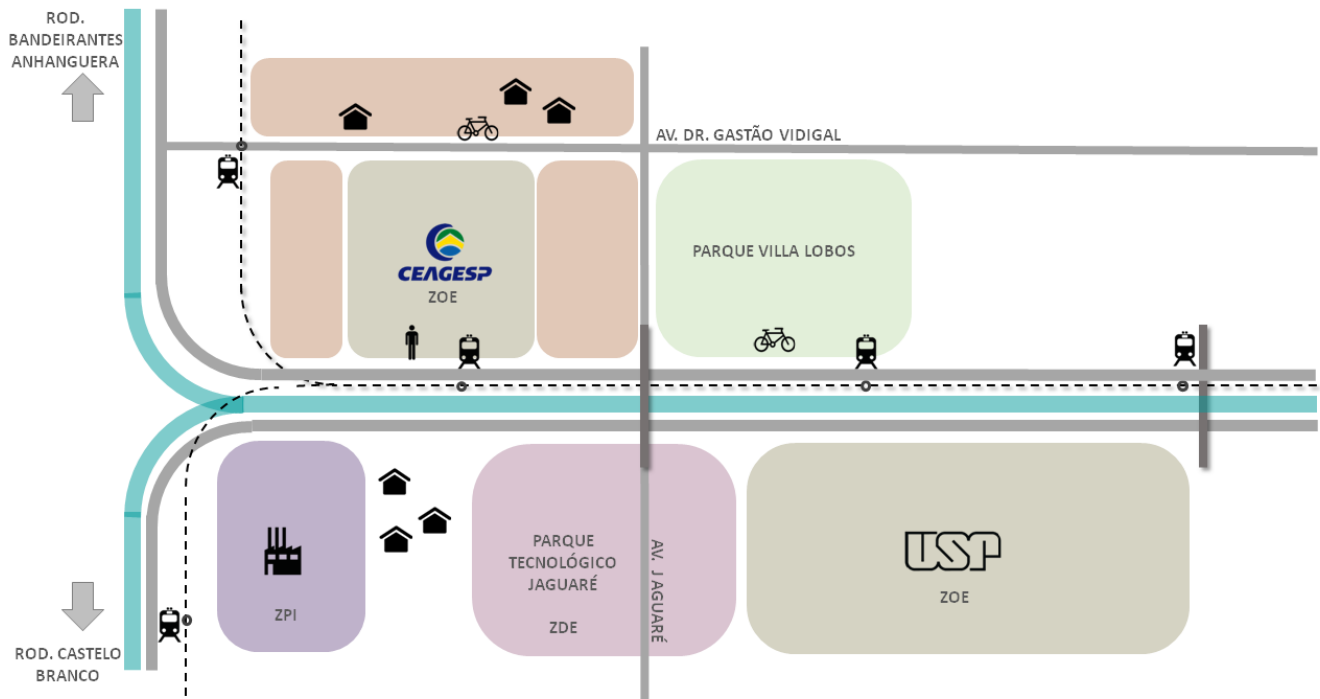 ROD.
BANDEIRANTES
ANHANGUERA
AV. DR. GASTÃO VIDIGAL
CEAGESP
ZOE
PARQUE VILLA LOBOS
ZPI
PARQUE
TECNOLÓGICO
JAGUARÉ
ZDE
AV. JAGUARÉ
USP
ZOE
ROD. CASTELO
BRANCO